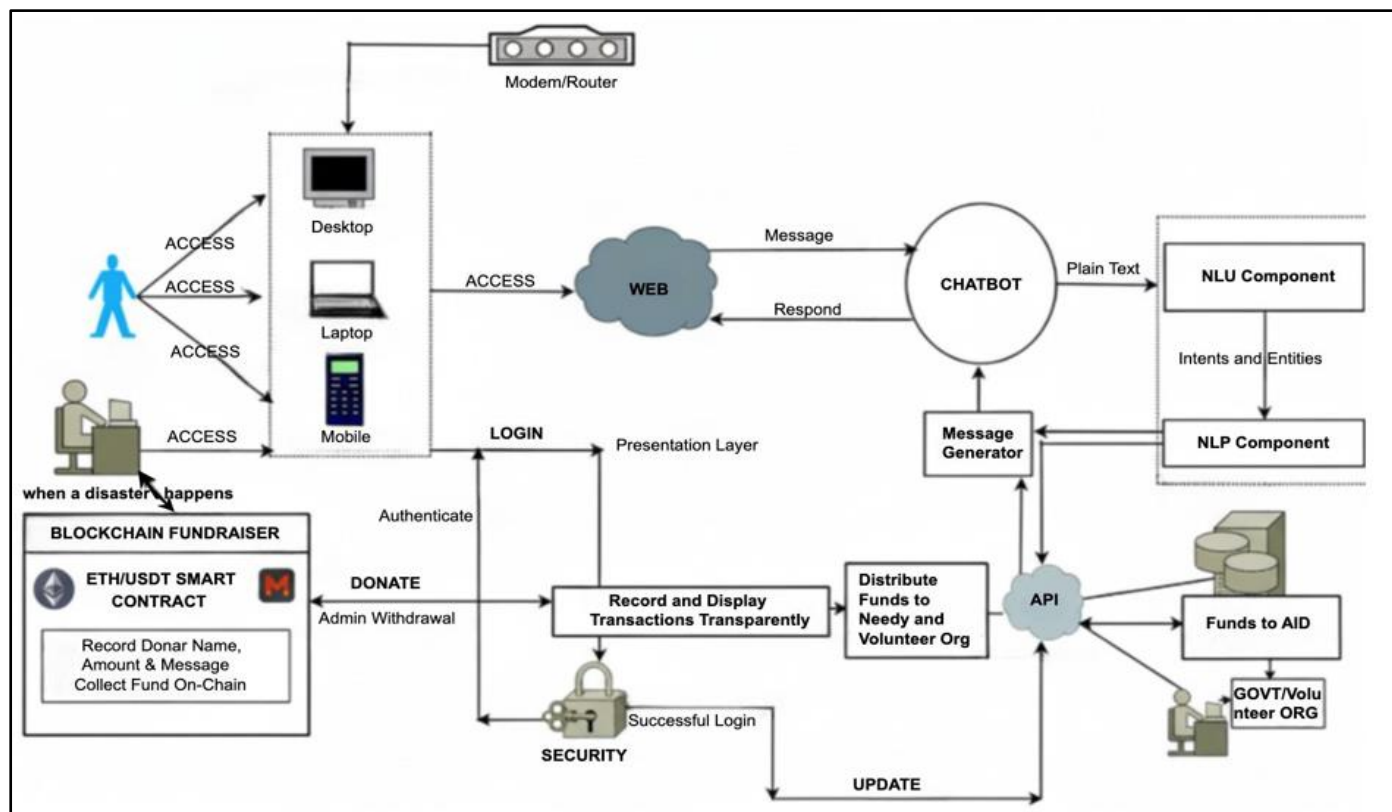 Modem/Router
Desktop
ACCESS
ACCESS
ACCESS
Laptop
ACCESS
WEB
Message
Respond
CHATBOT
Plain Text
NLU Component
Intents and Entities
NLP Component
Message
Generator
Mobile
ACCESS
LOGIN
Presentation Layer
when a disaster happens
Authenticate
BLOCKCHAIN FUNDRAISER
ETH/USDT SMART
CONTRACT
Record Donar Name,
Amount & Message
Collect Fund On-Chain
DONATE
Admin Withdrawal
Record and Display
Transactions Transparently
Distribute
Funds to
Needy and
Volunteer Org
API
Funds to AID
GOVT/Volu
nteer ORG
Successful Login
SECURITY
UPDATE